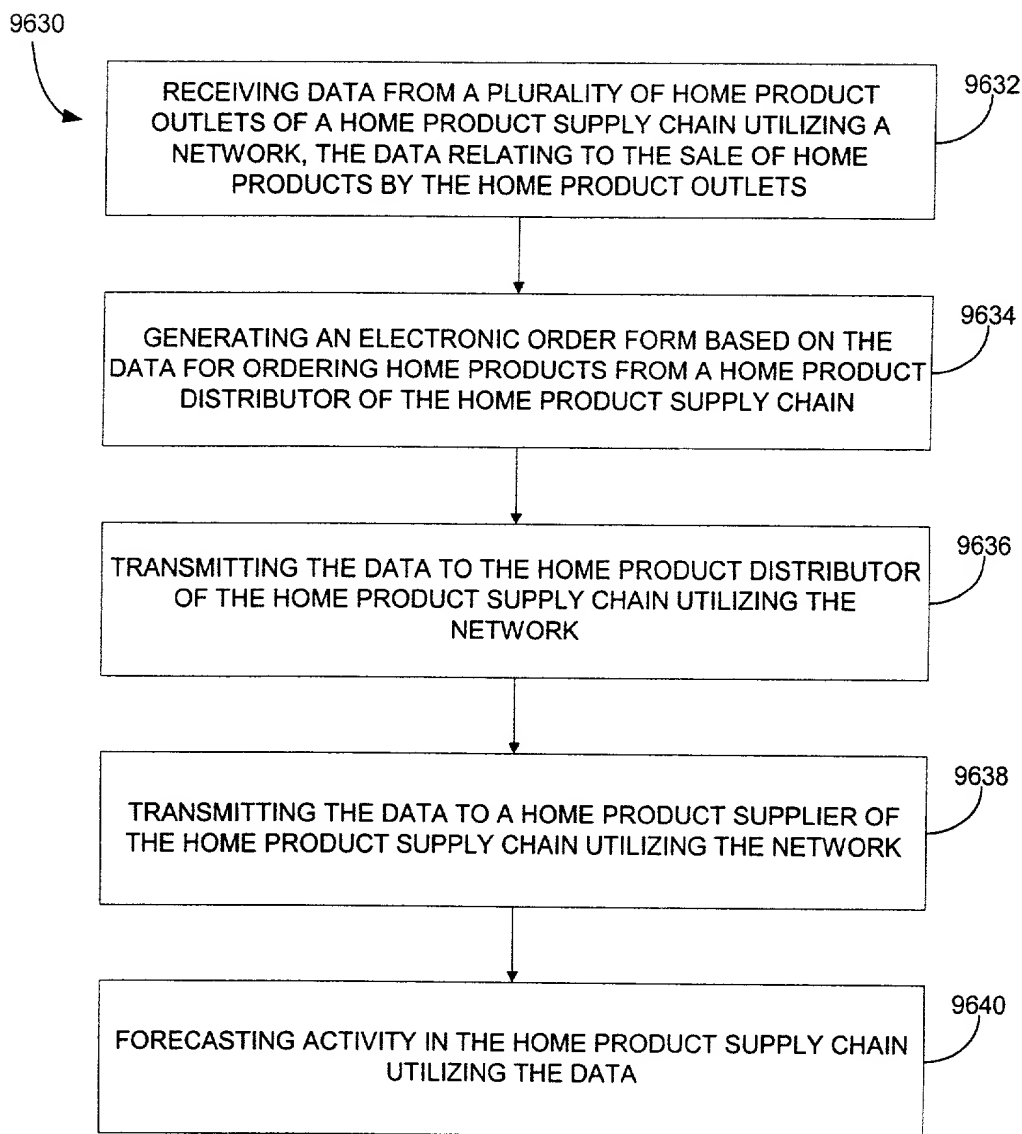 9630
RECEIVING DATA FROM A PLURALITY OF HOME PRODUCT
OUTLETS OF A HOME PRODUCT SUPPLY CHAIN UTILIZING A
NETWORK, THE DATA RELATING TO THE SALE OF HOME
PRODUCTS BY THE HOME PRODUCT OUTLETS
9632
GENERATING AN ELECTRONIC ORDER FORM BASED ON THE
DATA FOR ORDERING HOME PRODUCTS FROM A HOME PRODUCT
DISTRIBUTOR OF THE HOME PRODUCT SUPPLY CHAIN
9634
TRANSMITTING THE DATA TO THE HOME PRODUCT DISTRIBUTOR
OF THE HOME PRODUCT SUPPLY CHAIN UTILIZING THE
NETWORK
9636
TRANSMITTING THE DATA TO A HOME PRODUCT SUPPLIER OF
THE HOME PRODUCT SUPPLY CHAIN UTILIZING THE NETWORK
9638
FORECASTING ACTIVITY IN THE HOME PRODUCT SUPPLY CHAIN
UTILIZING THE DATA
9640